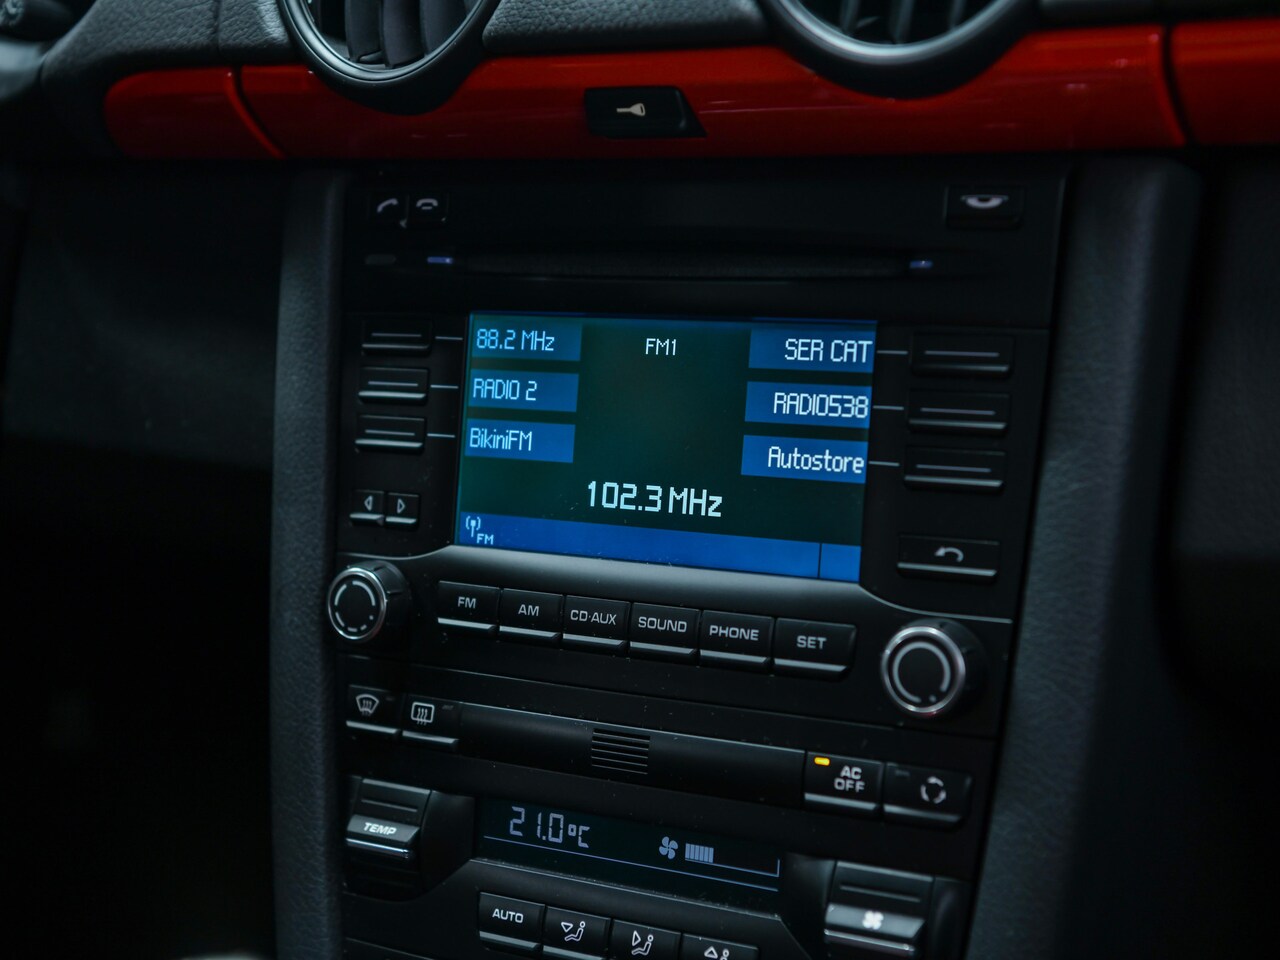 88.2 MHz
FM1
SER CAT
RADIO 2
RADIO538
BikiniFM
Autostore
102.3 MHz
FM
FM
AM
CD·AUX
SOUND
PHONE
SET
AC
OFF
TEMP
21.0°C
AUTO